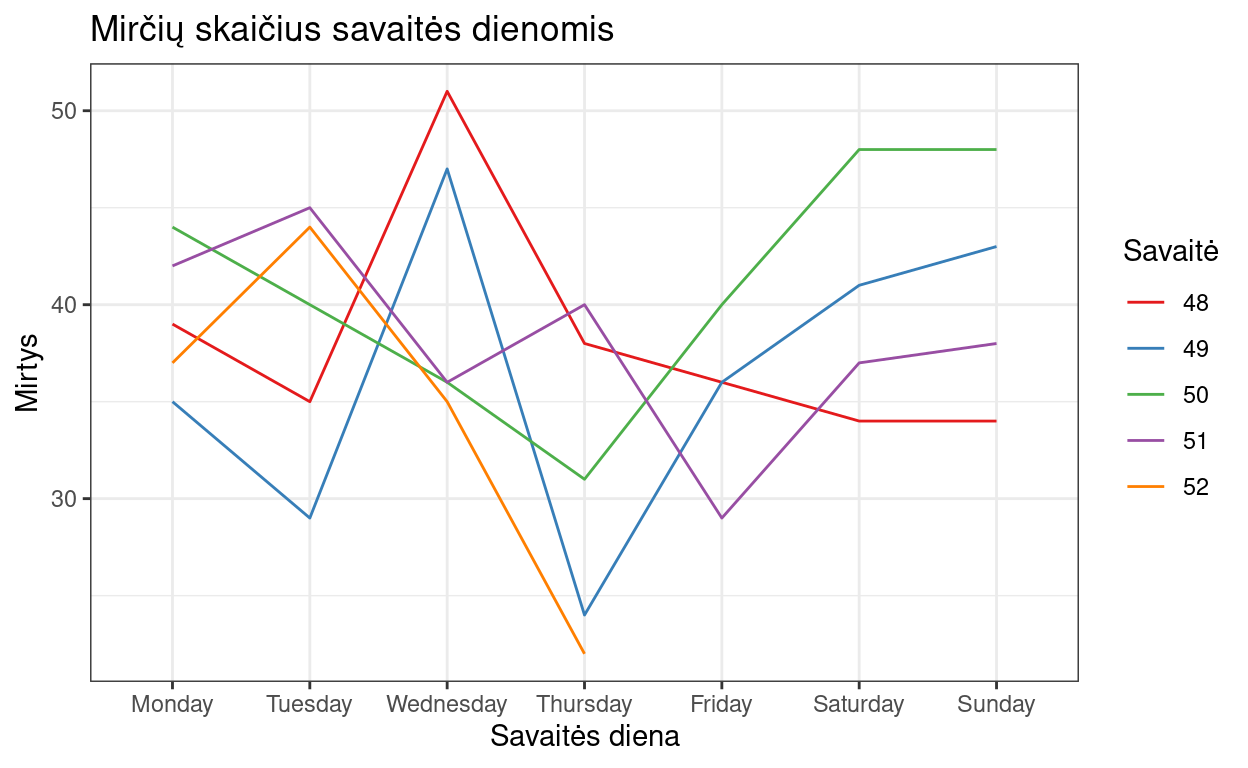 Mirčių skaičius savaitės dienomis
Mirtys
50
40
30
Monday Tuesday Wednesday Thursday Friday Saturday Sunday
Savaitės diena
Savaitė
48
49
50
51
52